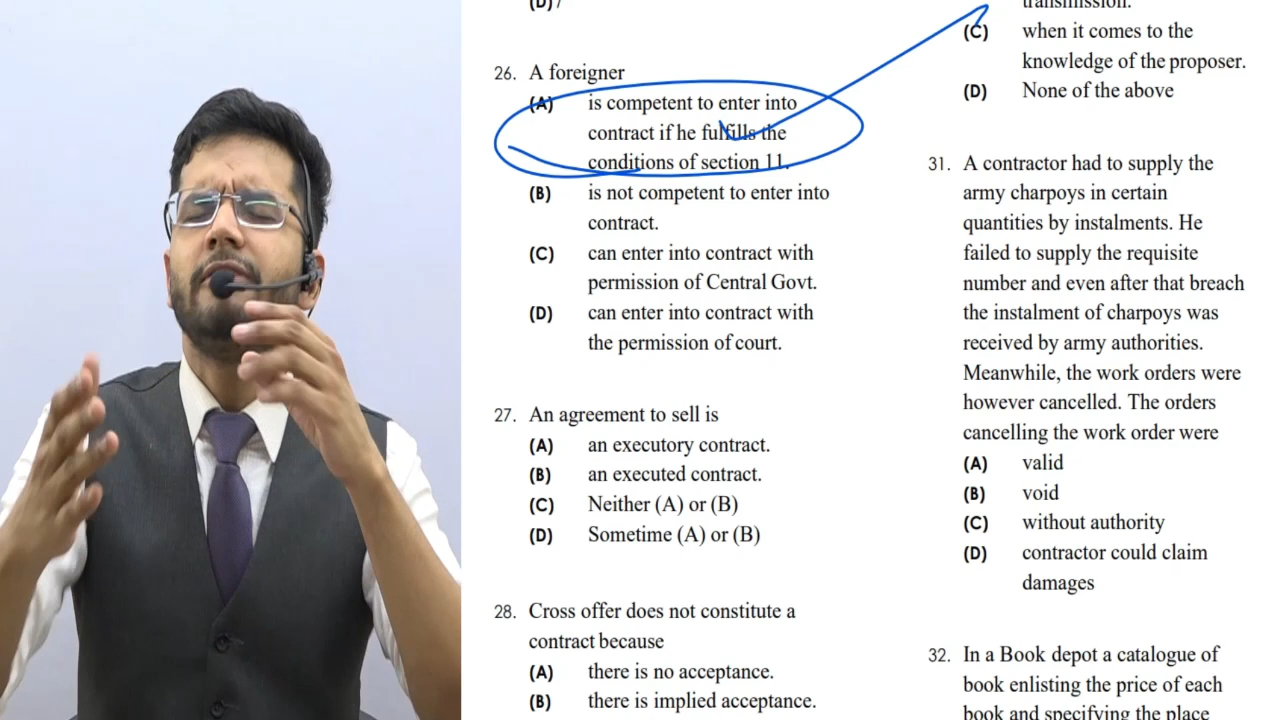 (D) /
26. A foreigner
(A) is competent to enter into
contract if he fulfills the
conditions of section 11.
(B) is not competent to enter into
contract.
(C) can enter into contract with
permission of Central Govt.
(D) can enter into contract with
the permission of court.
27. An agreement to sell is
(A) an executory contract.
(B) an executed contract.
(C) Neither (A) or (B)
(D) Sometime (A) or (B)
28. Cross offer does not constitute a
contract because
(A) there is no acceptance.
(B) there is implied acceptance.
transmission.
(C) when it comes to the
knowledge of the proposer.
(D) None of the above
31. A contractor had to supply the
army charpoys in certain
quantities by instalments. He
failed to supply the requisite
number and even after that breach
the instalment of charpoys was
received by army authorities.
Meanwhile, the work orders were
however cancelled. The orders
cancelling the work order were
(A) valid
(B) void
(C) without authority
(D) contractor could claim
damages
32. In a Book depot a catalogue of
book enlisting the price of each
book and specifying the place